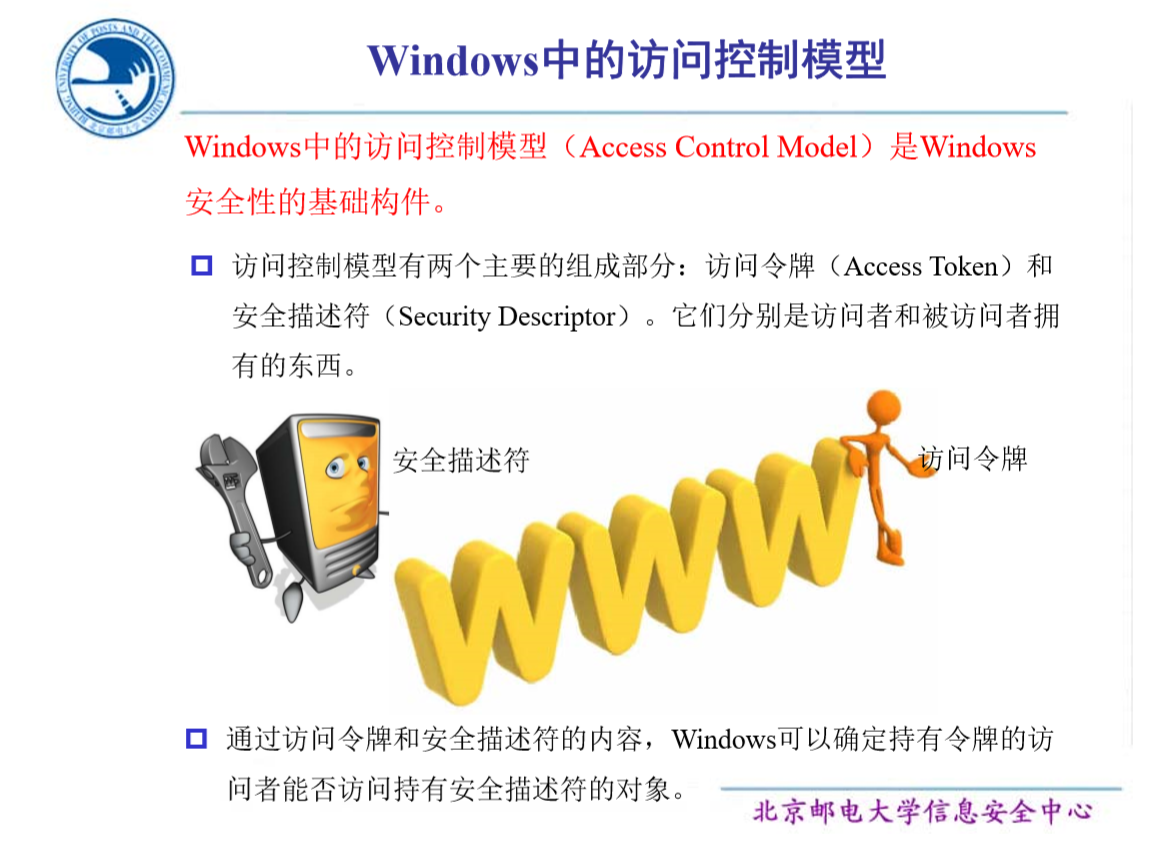 Windows中的访问控制模型
Windows中的访问控制模型（Access Control Model）是Windows
安全性的基础构件。
访问控制模型有两个主要的组成部分：访问令牌（Access Token）和
安全描述符（Security Descriptor）。它们分别是访问者和被访问者拥
有的东西。
安全描述符
访问令牌
WWW
通过访问令牌和安全描述符的内容，Windows可以确定持有令牌的访
问者能否访问持有安全描述符的对象。
北京邮电大学信息安全中心